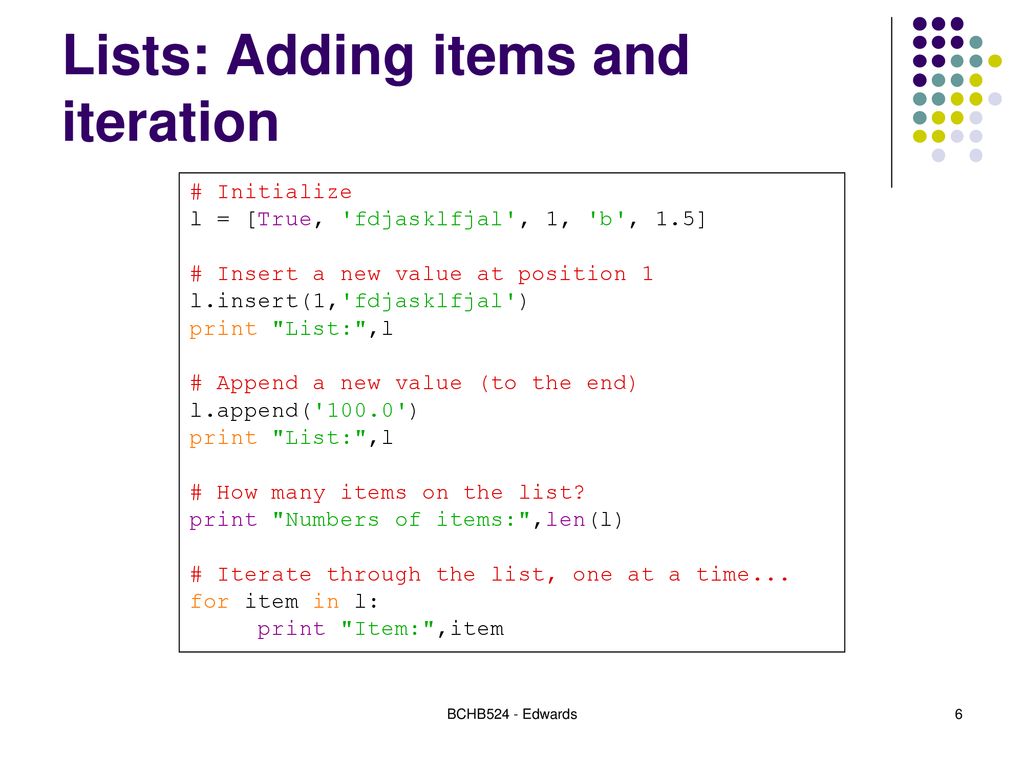 Lists: Adding items and
iteration
# Initialize
l = [True, 'fdjasklfjal', 1, 'b', 1.5]
# Insert a new value at position 1
l.insert(1,'fdjasklfjal')
print "List:",l
# Append a new value (to the end)
l.append('100.0')
print "List:",l
# How many items on the list?
print "Numbers of items:",len(l)
# Iterate through the list, one at a time...
for item in l:
     print "Item:",item
BCHB524 - Edwards
6